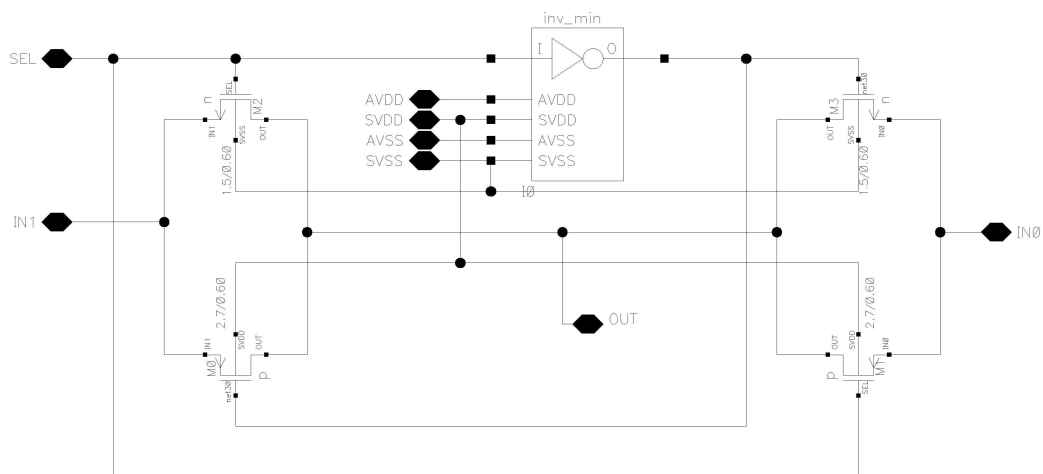 inv_min
SEL
I
O
SEL
n
M2
IN1
SVSS
OUT
1.5/0.60
AVDD
SVDD
AVSS
SVSS
AVDD
SVDD
AVSS
SVSS
I0
net30
M3
n
OUT
SVSS
IN0
1.5/0.60
IN1
IN0
2.7/0.60
SVDD
IN1
OUT
M0
net30
p
OUT
2.7/0.60
SVDD
OUT
IN0
p
SEL
M1